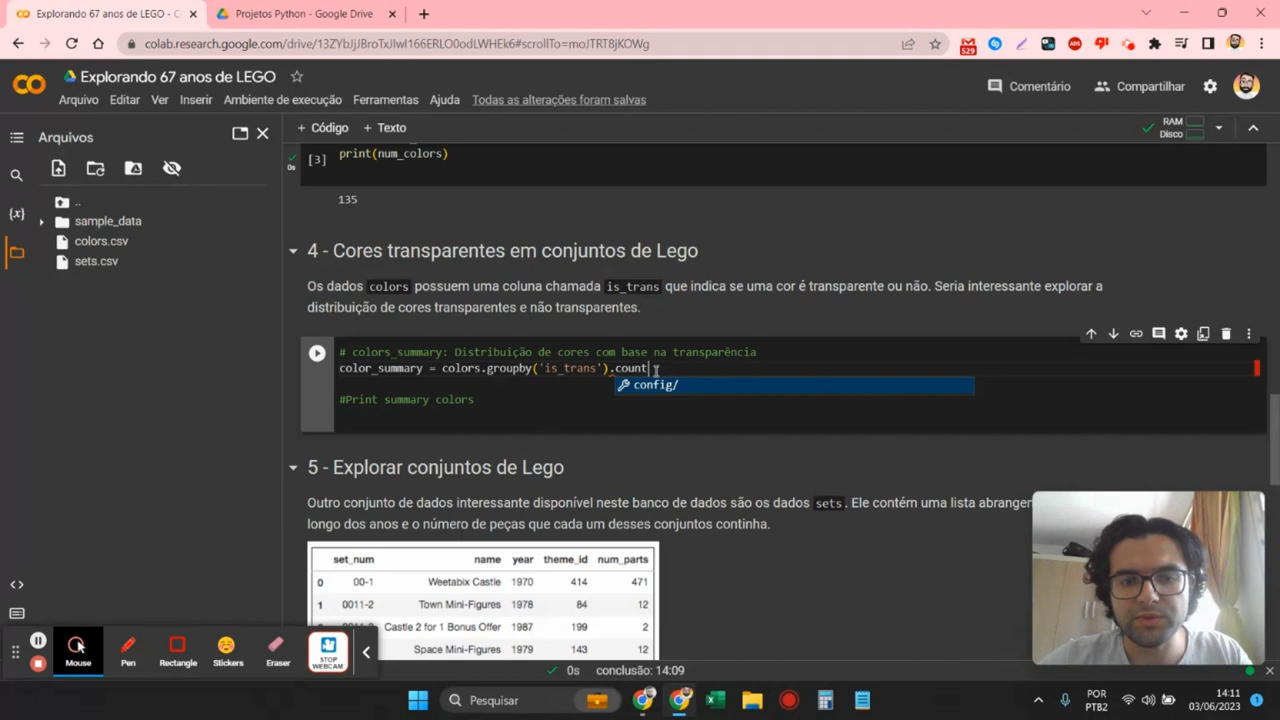 Explorando 67 anos de LEGO - C
Projetos Python - Google Drive
colab.research.google.com/drive/13ZYbJjJBroTxJIwI166ERLO0odLWHEk6#scrollTo=moJTRT8jKOWg
529
ABP
CO
Explorando 67 anos de LEGO
Arquivo Editar Ver Inserir Ambiente de execução Ferramentas Ajuda Todas as alterações foram salvas
Comentário
Compartilhar
Arquivos
+ Código + Texto
RAM
Disco
..
sample_data
colors.csv
sets.csv
{x}
[3]
0s
print(num_colors)
135
4 - Cores transparentes em conjuntos de Lego
Os dados colors possuem uma coluna chamada is_trans que indica se uma cor é transparente ou não. Seria interessante explorar a
distribuição de cores transparentes e não transparentes.
# colors_summary: Distribuição de cores com base na transparência
color_summary = colors.groupby('is_trans').count
config/
#Print summary colors
5 - Explorar conjuntos de Lego
Outro conjunto de dados interessante disponível neste banco de dados são os dados sets. Ele contém uma lista abrangen
longo dos anos e o número de peças que cada um desses conjuntos continha.
set_num name year theme_id num_parts
0 00-1 Weetabix Castle 1970 414 471
1 0011-2 Town Mini-Figures 1978 84 12
Castle 2 for 1 Bonus Offer 1987 199 2
Space Mini-Figures 1979 143 12
Mouse
Pen
Rectangle
Stickers
Eraser
STOP
WEBCAM
0s conclusão: 14:09
Pesquisar
POR
PTB2
14:11
03/06/2023